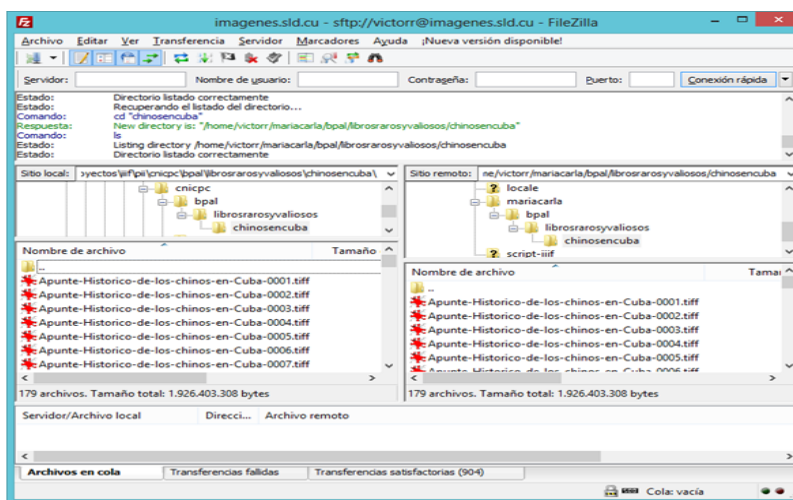 imagenes.sld.cu - sftp://victorr@imagenes.sld.cu - FileZilla
Archivo Editar Ver Transferencia Servidor Marcadores Ayuda ¡Nueva versión disponible!
Servidor: Nombre de usuario: Contraseña: Puerto: Conexión rápida
Estado: Directorio listado correctamente
Estado: Recuperando el listado del directorio...
Comando: cd "chinosencuba"
Respuesta: New directory is: "/home/victorr/mariacarla/bpal/librosrarosyvaliosos/chinosencuba"
Comando: ls
Estado: Listing directory /home/victorr/mariacarla/bpal/librosrarosyvaliosos/chinosencuba
Estado: Directorio listado correctamente
Sitio local: \cnicpc\bpal\librosrarosyvaliosos\chinosencuba\
cnicpc
bpal
librosrarosyvaliosos
chinosencuba
Nombre de archivo Tamaño
..
Apunte-Historico-de-los-chinos-en-Cuba-0001.tiff
Apunte-Historico-de-los-chinos-en-Cuba-0002.tiff
Apunte-Historico-de-los-chinos-en-Cuba-0003.tiff
Apunte-Historico-de-los-chinos-en-Cuba-0004.tiff
Apunte-Historico-de-los-chinos-en-Cuba-0005.tiff
Apunte-Historico-de-los-chinos-en-Cuba-0006.tiff
Apunte-Historico-de-los-chinos-en-Cuba-0007.tiff
179 archivos. Tamaño total: 1.926.403.308 bytes
Sitio remoto: ne/victorr/mariacarla/bpal/librosrarosyvaliosos/chinosencuba
? locale
mariacarla
bpal
librosrarosyvaliosos
chinosencuba
? script-iiif
Nombre de archivo Tamaı
..
Apunte-Historico-de-los-chinos-en-Cuba-0001.tiff
Apunte-Historico-de-los-chinos-en-Cuba-0002.tiff
Apunte-Historico-de-los-chinos-en-Cuba-0003.tiff
Apunte-Historico-de-los-chinos-en-Cuba-0004.tiff
Apunte-Historico-de-los-chinos-en-Cuba-0005.tiff
Apunte-Historico-de-los-chinos-en-Cuba-0006.tiff
179 archivos. Tamaño total: 1.926.403.308 bytes
Servidor/Archivo local Direcci... Archivo remoto
Archivos en cola Transferencias fallidas Transferencias satisfactorias (904)
Cola: vacía